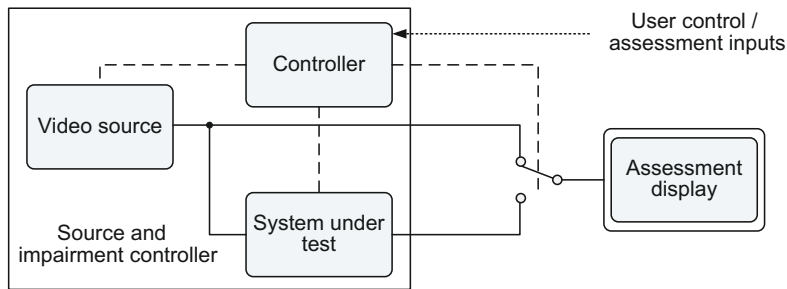 User control /
assessment inputs
Controller
Video source
Assessment
display
System under
test
Source and
impairment controller